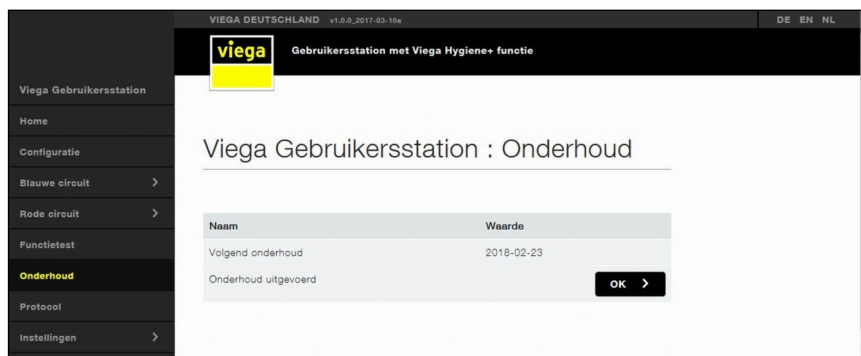 VIEGA DEUTSCHLAND v1.0.0_2017-03-10a
DE EN NL
viega
Gebruikersstation met Viega Hygiene+ functie
Viega Gebruikersstation
Home
Configuratie
Blauwe circuit
Rode circuit
Functietest
Onderhoud
Protocol
Instellingen
Viega Gebruikersstation : Onderhoud
Naam Waarde
Volgend onderhoud 2018-02-23
Onderhoud uitgevoerd OK